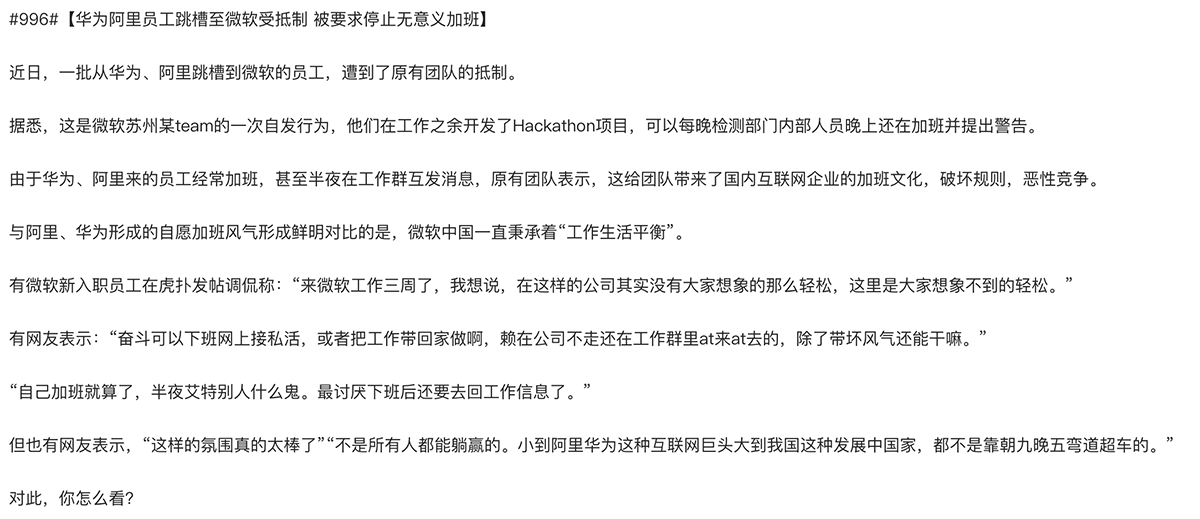 #996#【华为阿里员工跳槽至微软受抵制 被要求停止无意义加班】
近日，一批从华为、阿里跳槽到微软的员工，遭到了原有团队的抵制。
据悉，这是微软苏州某team的一次自发行为，他们在工作之余开发了Hackathon项目，可以每晚检测部门内部人员晚上还在加班并提出警告。
由于华为、阿里来的员工经常加班，甚至半夜在工作群互发消息，原有团队表示，这给团队带来了国内互联网企业的加班文化，破坏规则，恶性竞争。
与阿里、华为形成的自愿加班风气形成鲜明对比的是，微软中国一直秉承着“工作生活平衡”。
有微软新入职员工在虎扑发帖调侃称：“来微软工作三周了，我想说，在这样的公司其实没有大家想象的那么轻松，这里是大家想象不到的轻松。”
有网友表示：“奋斗可以下班网上接私活，或者把工作带回家做啊，赖在公司不走还在工作群里at来at去的，除了带坏风气还能干嘛。”
“自己加班就算了，半夜艾特别人什么鬼。最讨厌下班后还要去回工作信息了。”
但也有网友表示，“这样的氛围真的太棒了”“不是所有人都能躺赢的。小到阿里华为这种互联网巨头大到我国这种发展中国家，都不是靠朝九晚五弯道超车的。”
对此，你怎么看?